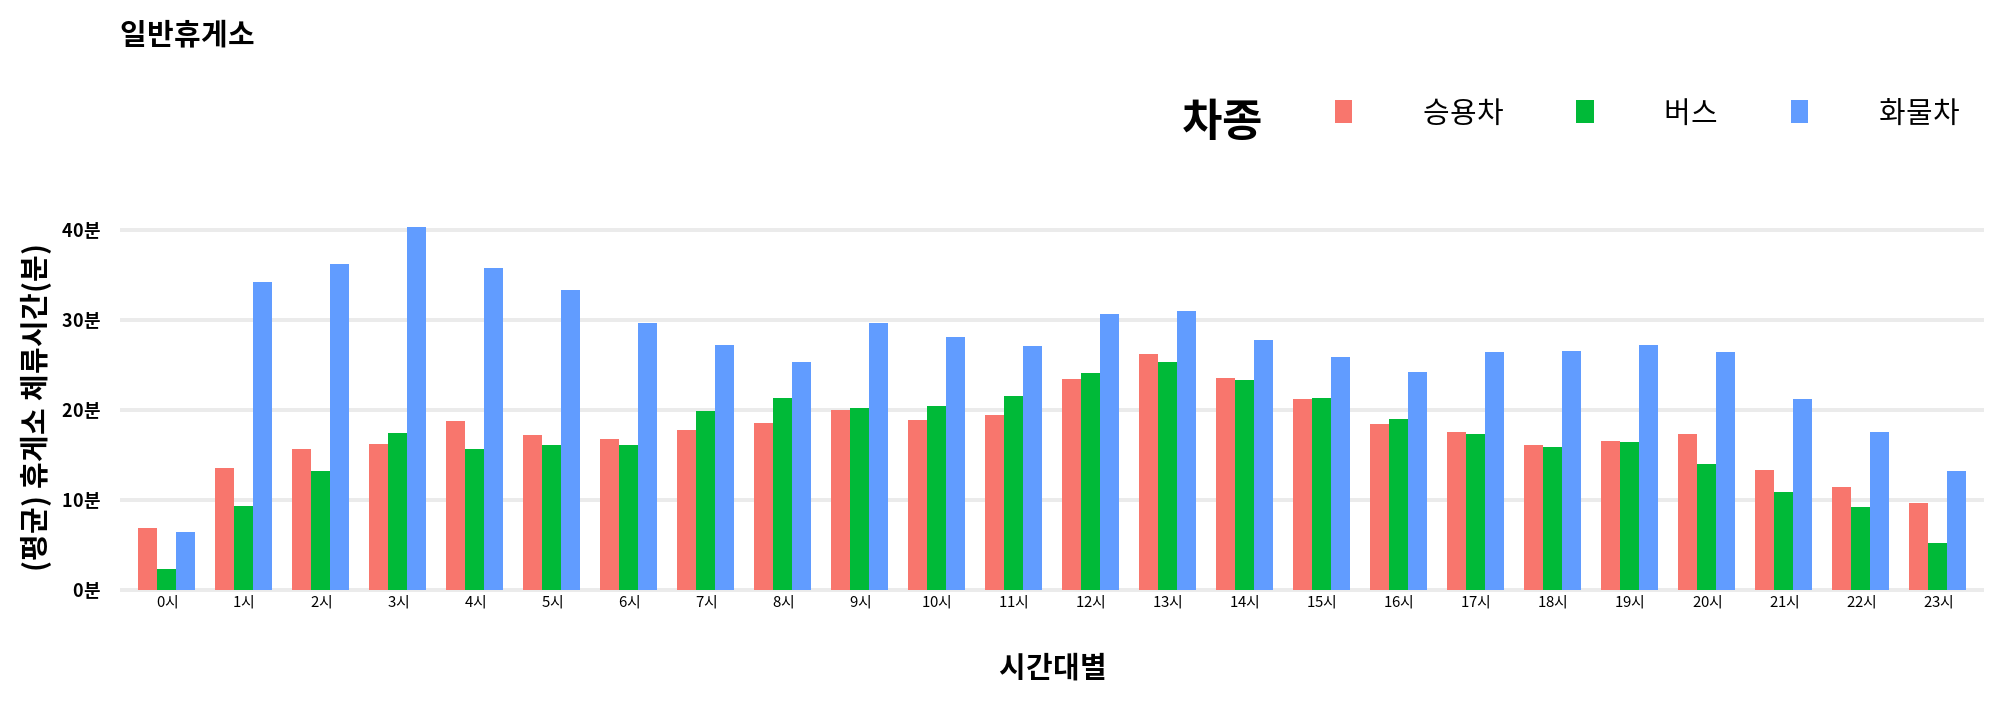 일반휴게소
차종 승용차 버스 화물차
(평균) 휴게소 체류시간(분)
40분
30분
20분
10분
0분
0시 1시 2시 3시 4시 5시 6시 7시 8시 9시 10시 11시 12시 13시 14시 15시 16시 17시 18시 19시 20시 21시 22시 23시
시간대별